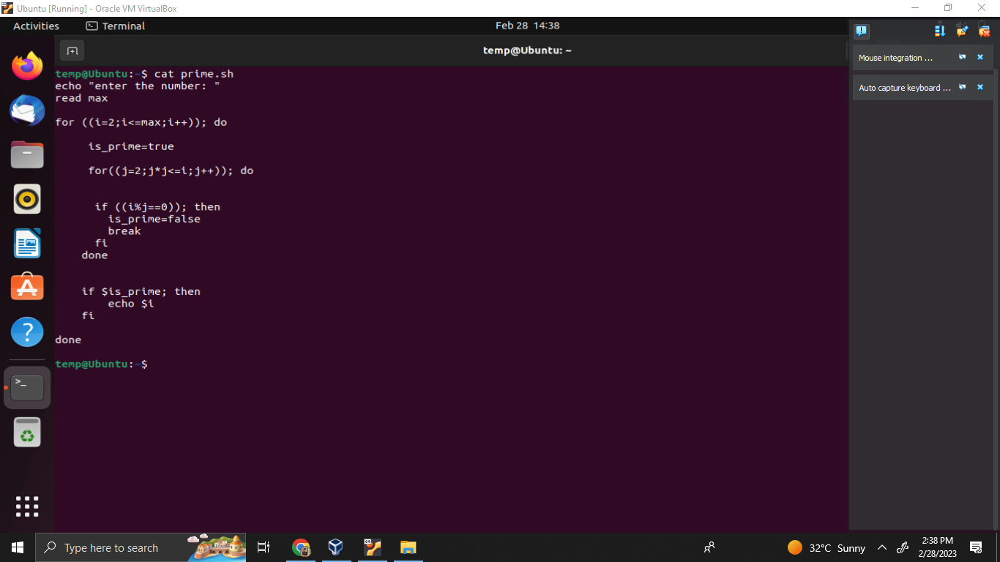 Ubuntu [Running] - Oracle VM VirtualBox
Activities
Terminal
Feb 28 14:38
temp@Ubuntu: ~
Mouse integration ...
Auto capture keyboard ...
temp@Ubuntu:~$ cat prime.sh
echo "enter the number: "
read max
for ((i=2;i<=max;i++)); do
is_prime=true
for((j=2;j*j<=i;j++)); do
if ((i%j==0)); then
is_prime=false
break
fi
done
if $is_prime; then
echo $i
fi
done
temp@Ubuntu:~$
Type here to search
32°C Sunny
2:38 PM
2/28/2023